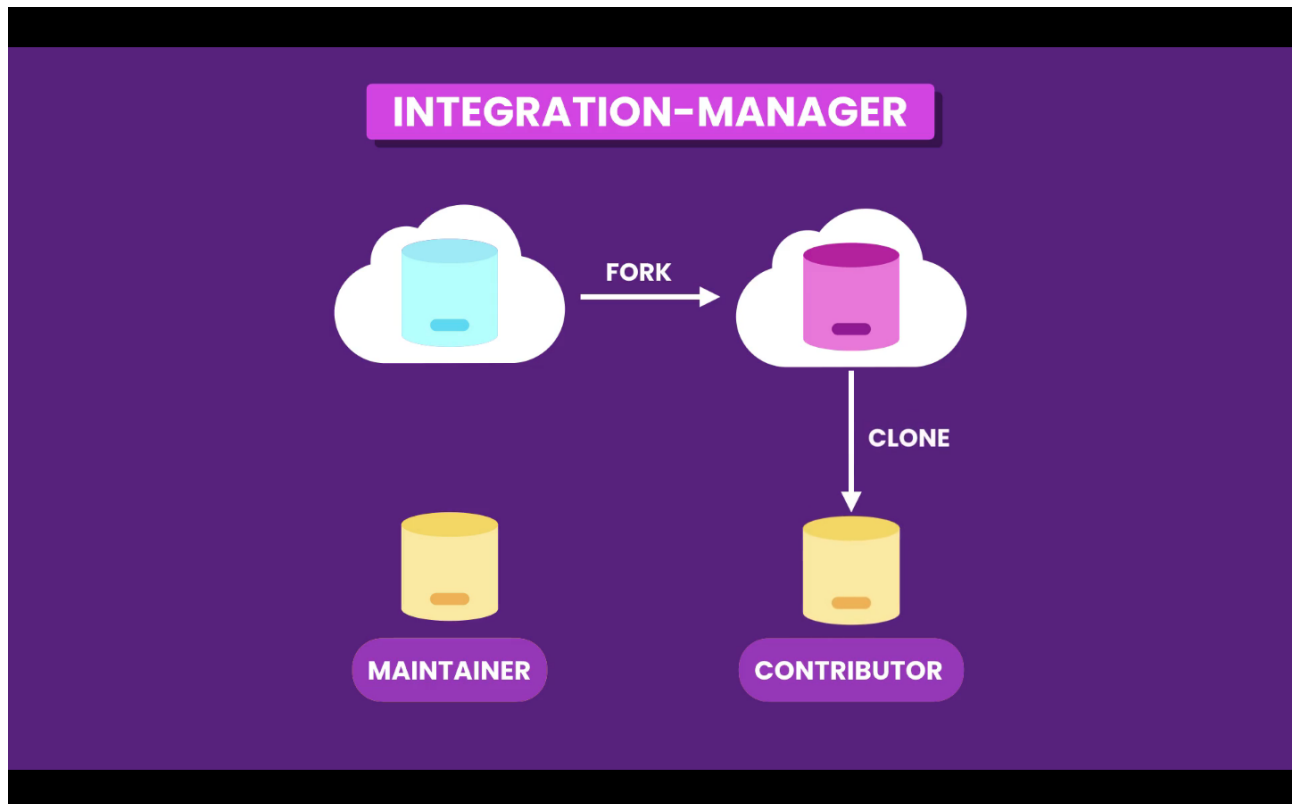 INTEGRATION-MANAGER
FORK
CLONE
MAINTAINER
CONTRIBUTOR